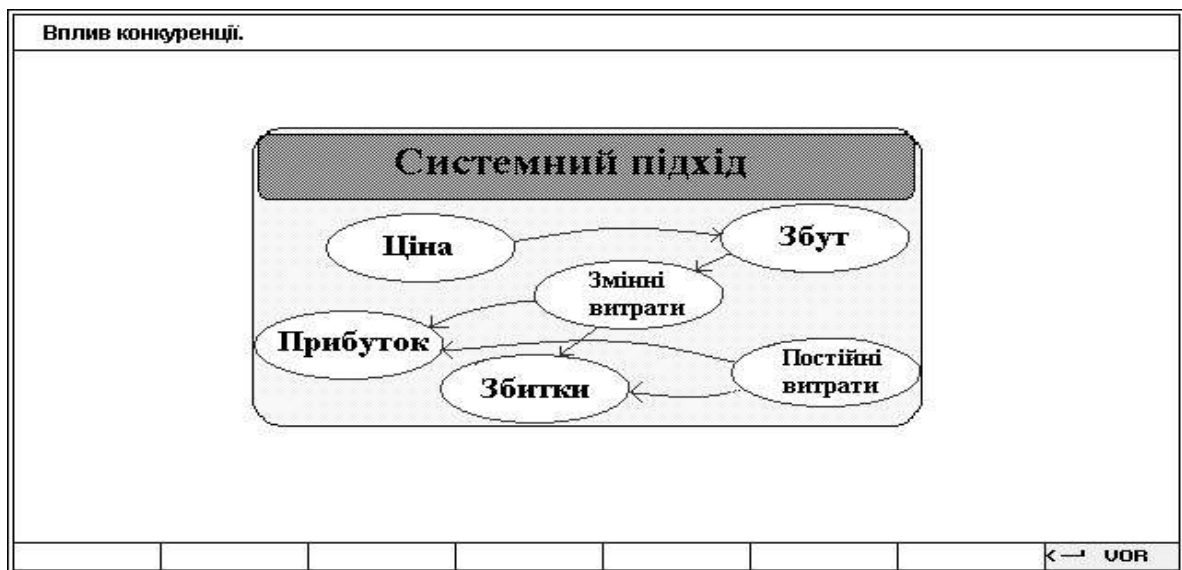 Вплив конкуренції.
Системний підхід
Ціна
Збут
Змінні
витрати
Прибуток
Збитки
Постійні
витрати
VOR